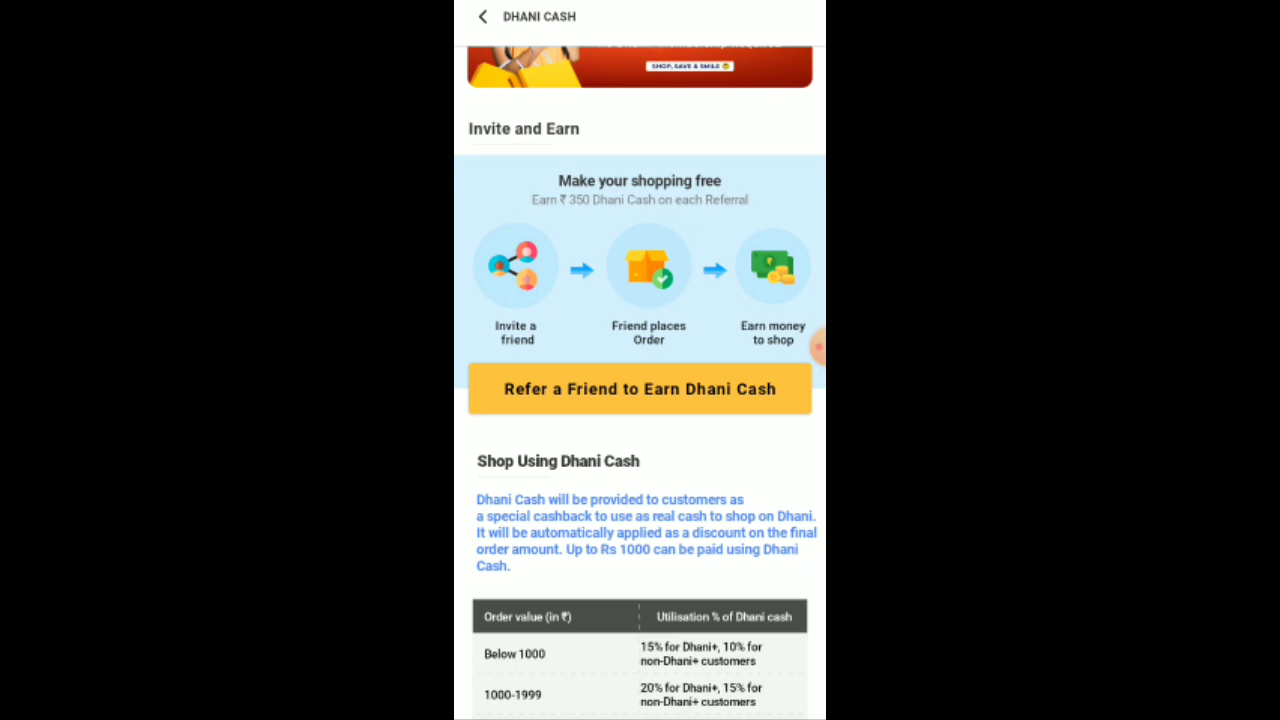 DHANI CASH
SHOP, SAVE & SMILE
Invite and Earn
Make your shopping free
Earn ₹ 350 Dhani Cash on each Referral
Invite a
friend
Friend places
Order
Earn money
to shop
Refer a Friend to Earn Dhani Cash
Shop Using Dhani Cash
Dhani Cash will be provided to customers as
a special cashback to use as real cash to shop on Dhani.
It will be automatically applied as a discount on the final
order amount. Up to Rs 1000 can be paid using Dhani
Cash.
Order value (in ₹) Utilisation % of Dhani cash
Below 1000 15% for Dhani+, 10% for
non-Dhani+ customers
1000-1999 20% for Dhani+, 15% for
non-Dhani+ customers